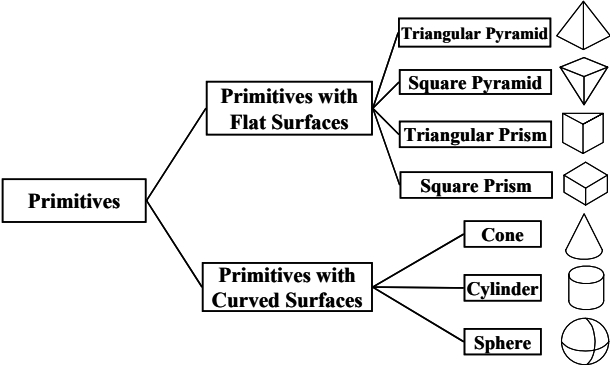 Primitives
Primitives with
Flat Surfaces
Triangular Pyramid
Square Pyramid
Triangular Prism
Square Prism
Primitives with
Curved Surfaces
Cone
Cylinder
Sphere